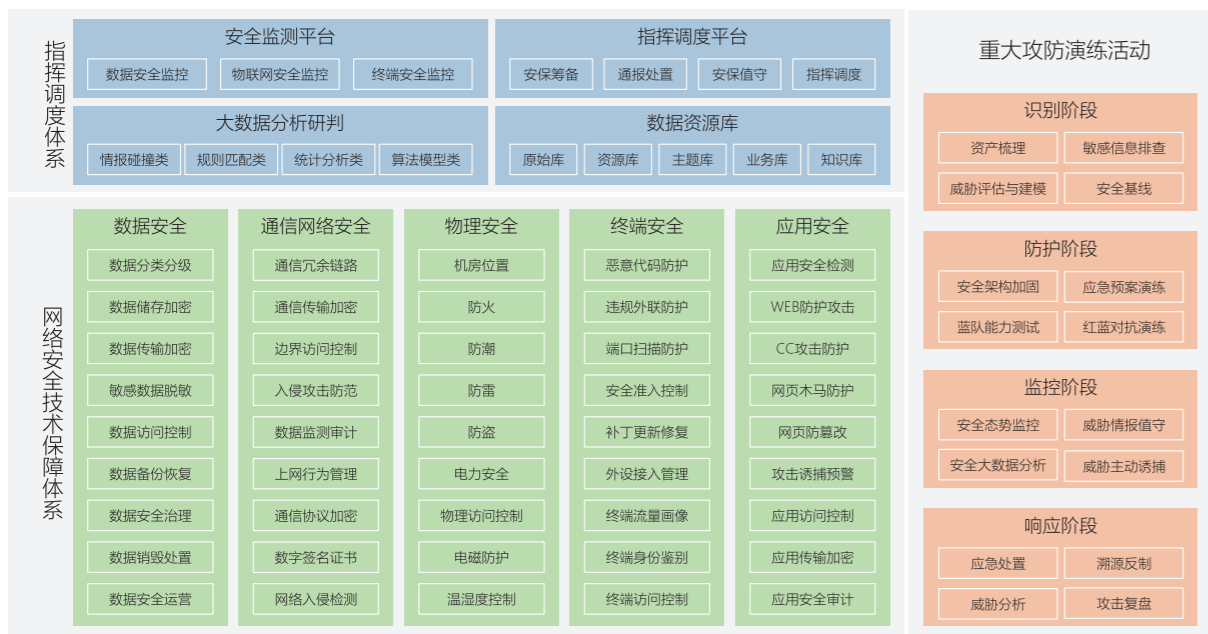 指挥调度体系
安全监测平台
数据安全监控
物联网安全监控
终端安全监控
指挥调度平台
安保筹备
通报处置
安保值守
指挥调度
大数据分析研判
情报碰撞类
规则匹配类
统计分析类
算法模型类
数据资源库
原始库
资源库
主题库
业务库
知识库
网络安全技术保障体系
数据安全
数据分类分级
数据储存加密
数据传输加密
敏感数据脱敏
数据访问控制
数据备份恢复
数据安全治理
数据销毁处置
数据安全运营
通信网络安全
通信冗余链路
通信传输加密
边界访问控制
入侵攻击防范
数据监测审计
上网行为管理
通信协议加密
数字签名证书
网络入侵检测
物理安全
机房位置
防火
防潮
防雷
防盗
电力安全
物理访问控制
电磁防护
温湿度控制
终端安全
恶意代码防护
违规外联防护
端口扫描防护
安全准入控制
补丁更新修复
外设接入管理
终端流量画像
终端身份鉴别
终端访问控制
应用安全
应用安全检测
WEB防护攻击
CC攻击防护
网页木马防护
网页防篡改
攻击诱捕预警
应用访问控制
应用传输加密
应用安全审计
重大攻防演练活动
识别阶段
资产梳理
敏感信息排查
威胁评估与建模
安全基线
防护阶段
安全架构加固
应急预案演练
蓝队能力测试
红蓝对抗演练
监控阶段
安全态势监控
威胁情报值守
安全大数据分析
威胁主动诱捕
响应阶段
应急处置
溯源反制
威胁分析
攻击复盘